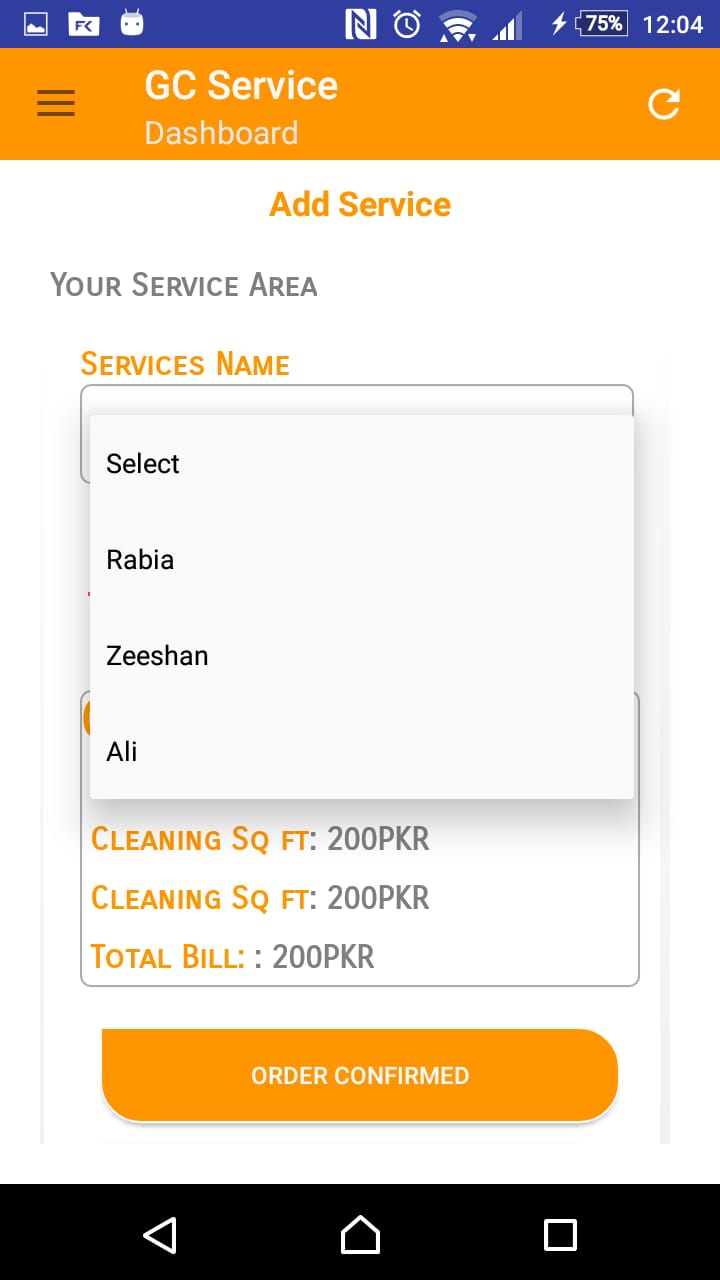 75% 12:04
GC Service
Dashboard
Add Service
Your Service Area
Services Name
Select
Rabia
Zeeshan
Ali
Cleaning Sq ft: 200PKR
Cleaning Sq ft: 200PKR
Total Bill: : 200PKR
ORDER CONFIRMED